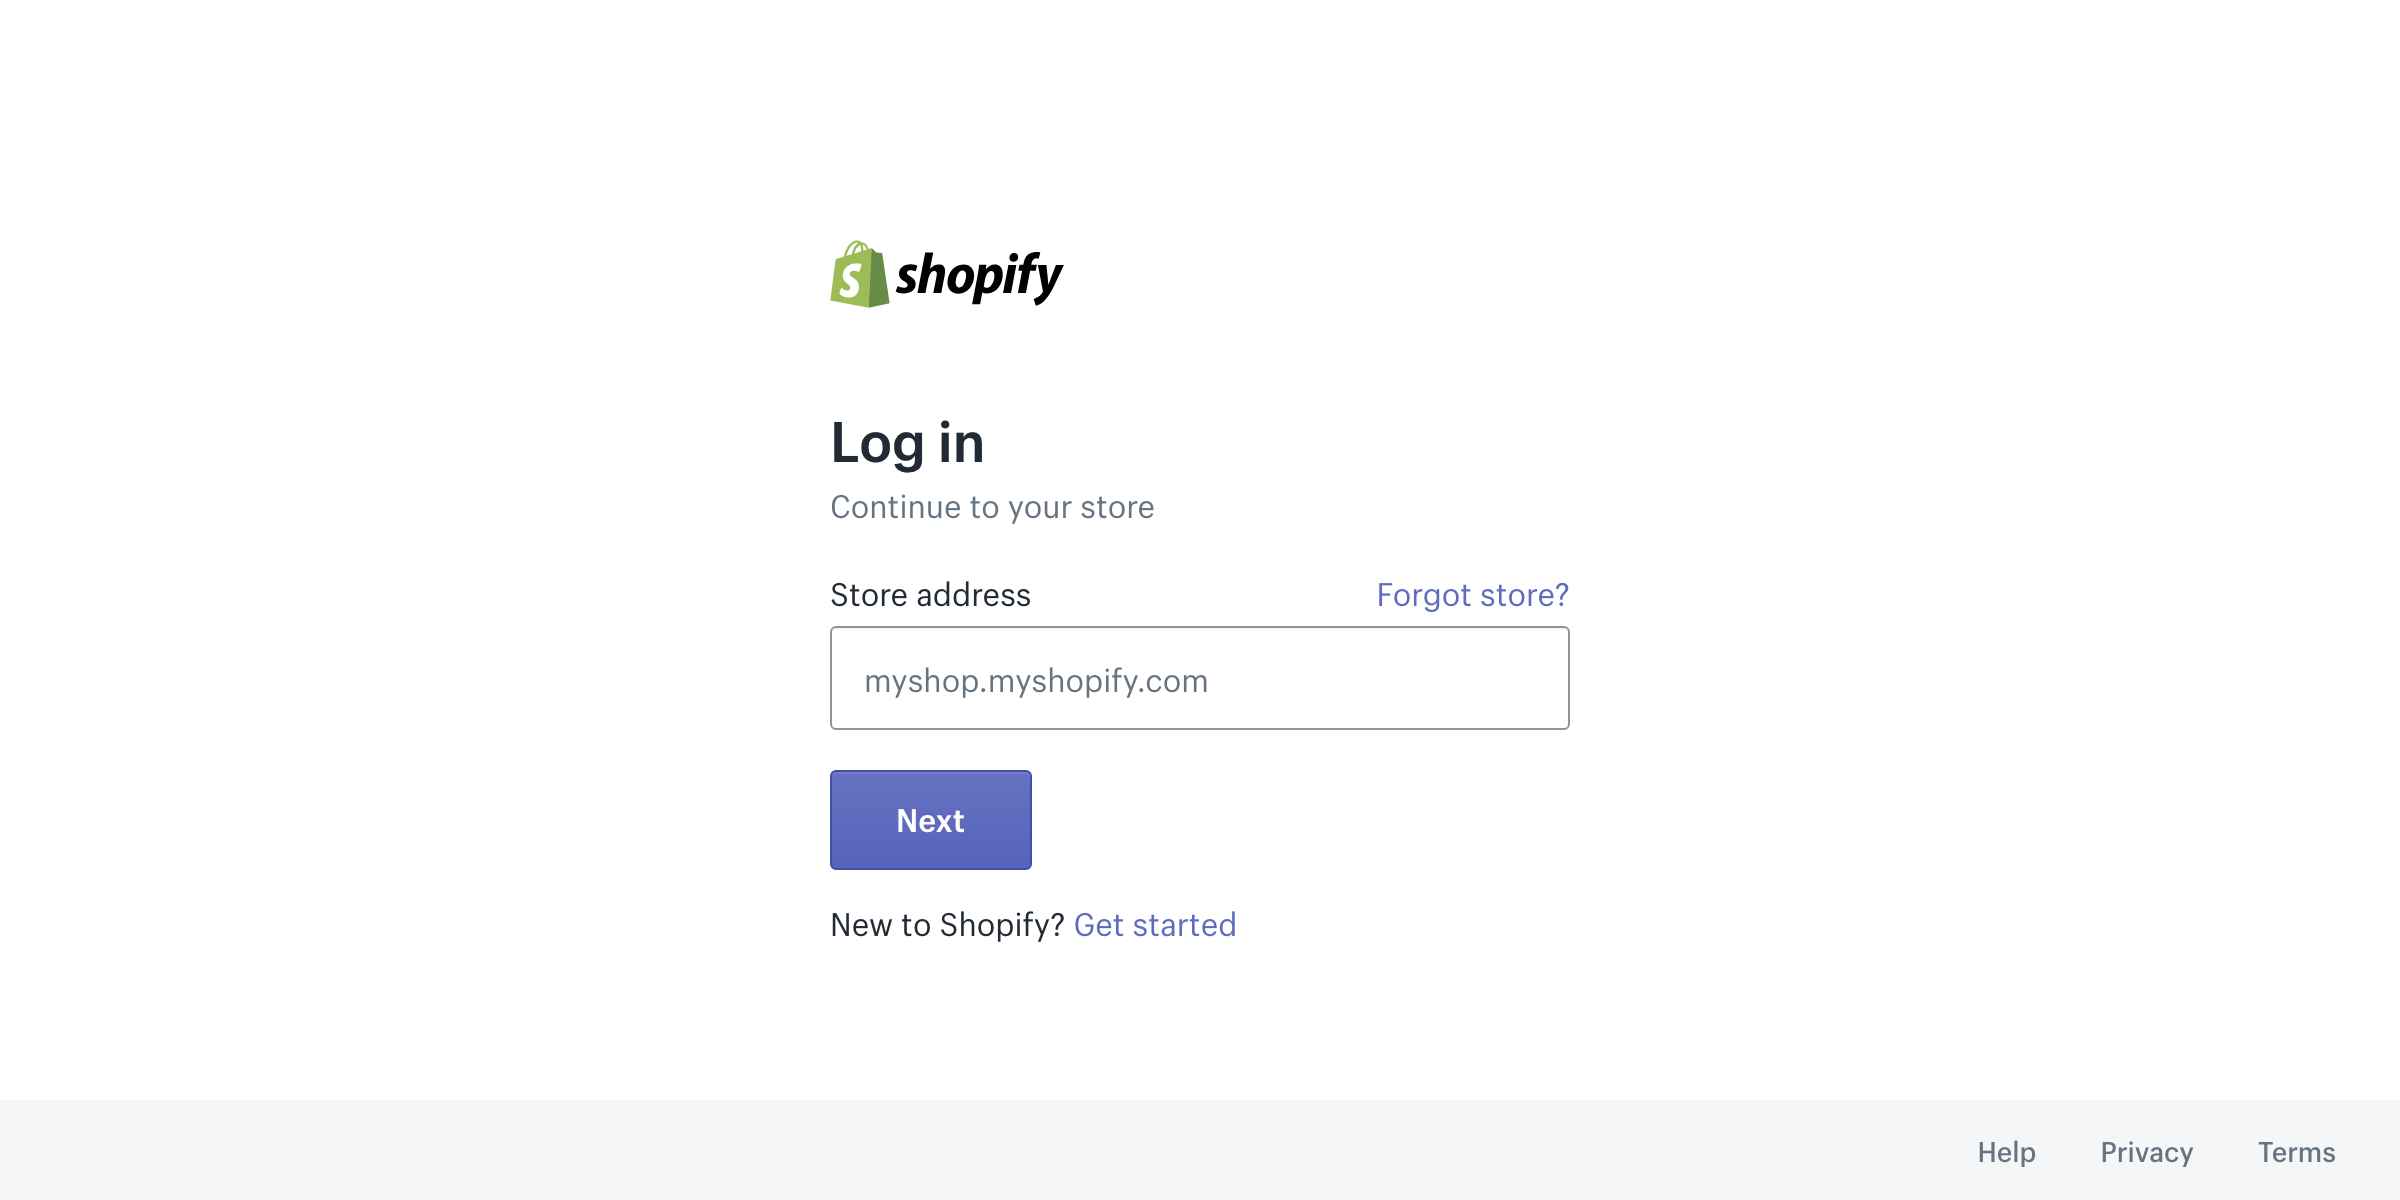 shopify
Log in
Continue to your store
Store address
Forgot store?
myshop.myshopify.com
Next
New to Shopify? Get started
Help
Privacy
Terms